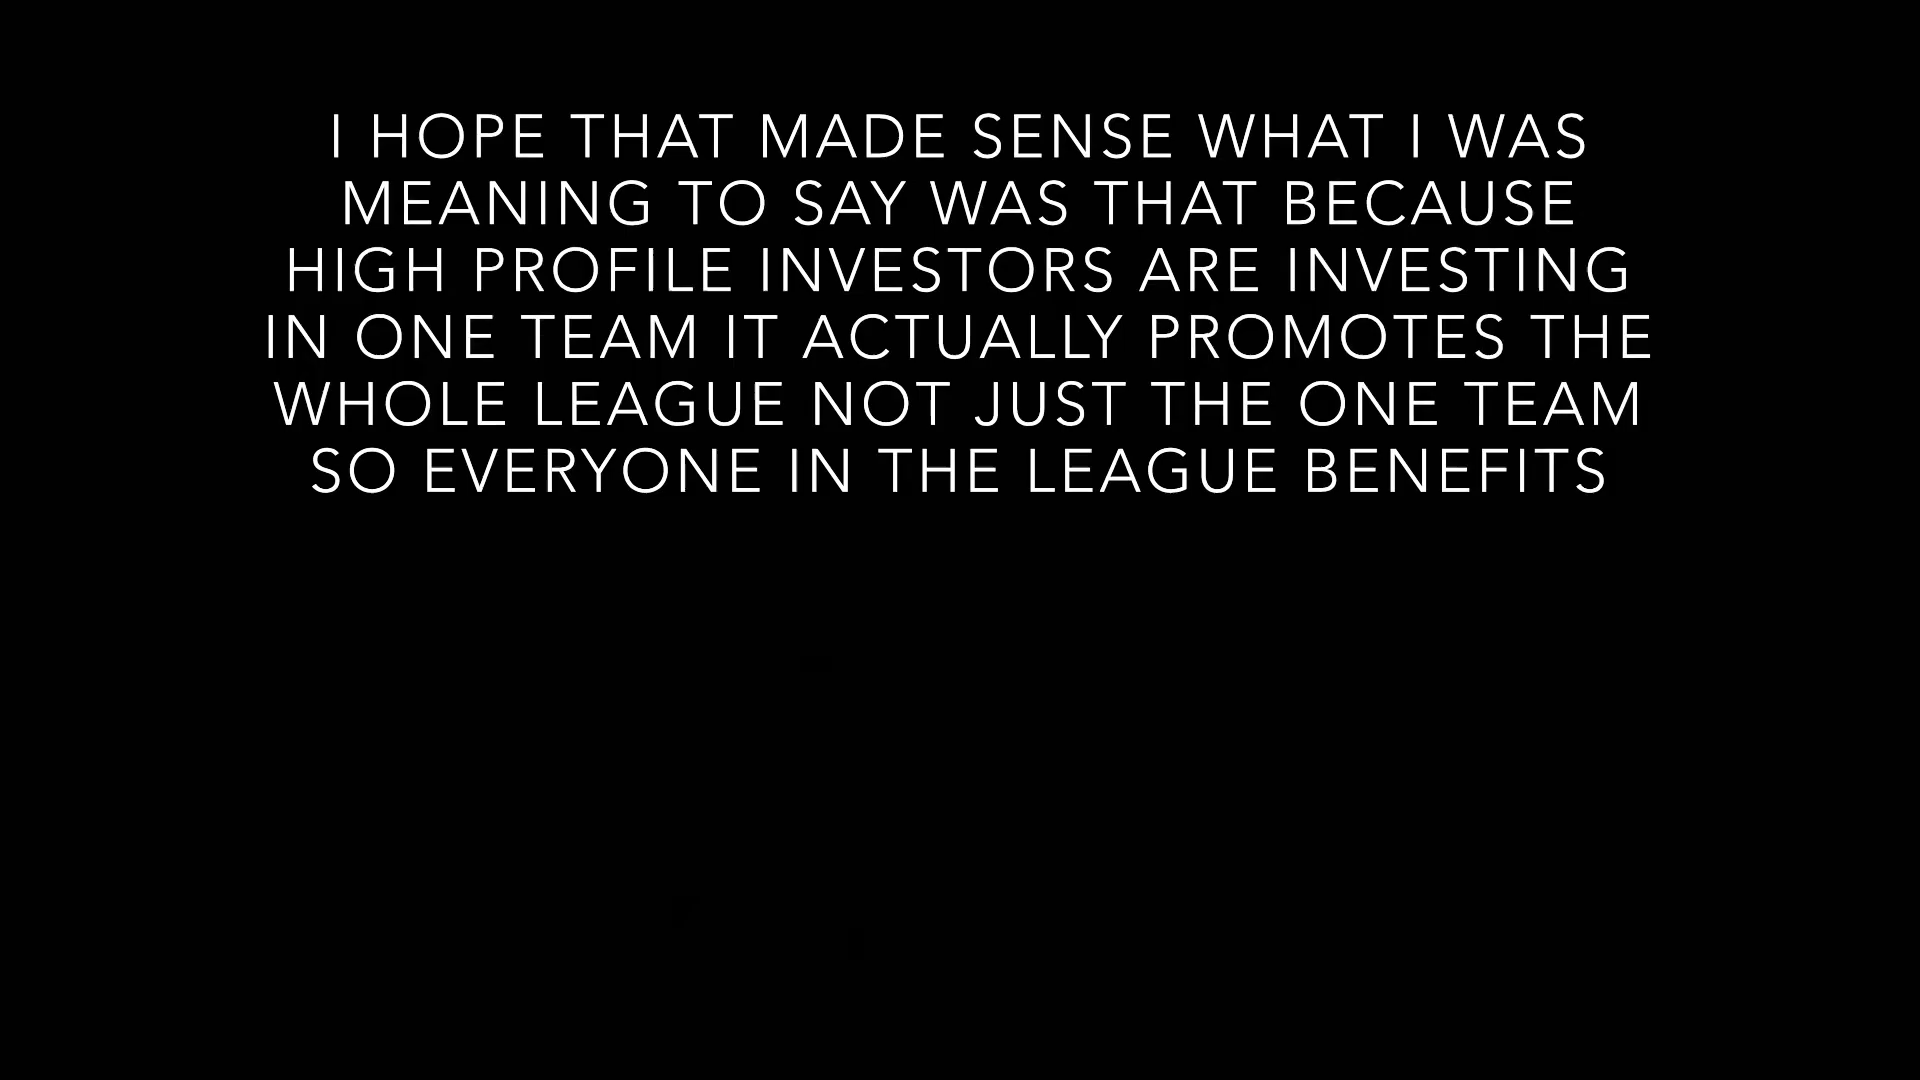 I HOPE THAT MADE SENSE WHAT I WAS
MEANING TO SAY WAS THAT BECAUSE
HIGH PROFILE INVESTORS ARE INVESTING
IN ONE TEAM IT ACTUALLY PROMOTES THE
WHOLE LEAGUE NOT JUST THE ONE TEAM
SO EVERYONE IN THE LEAGUE BENEFITS